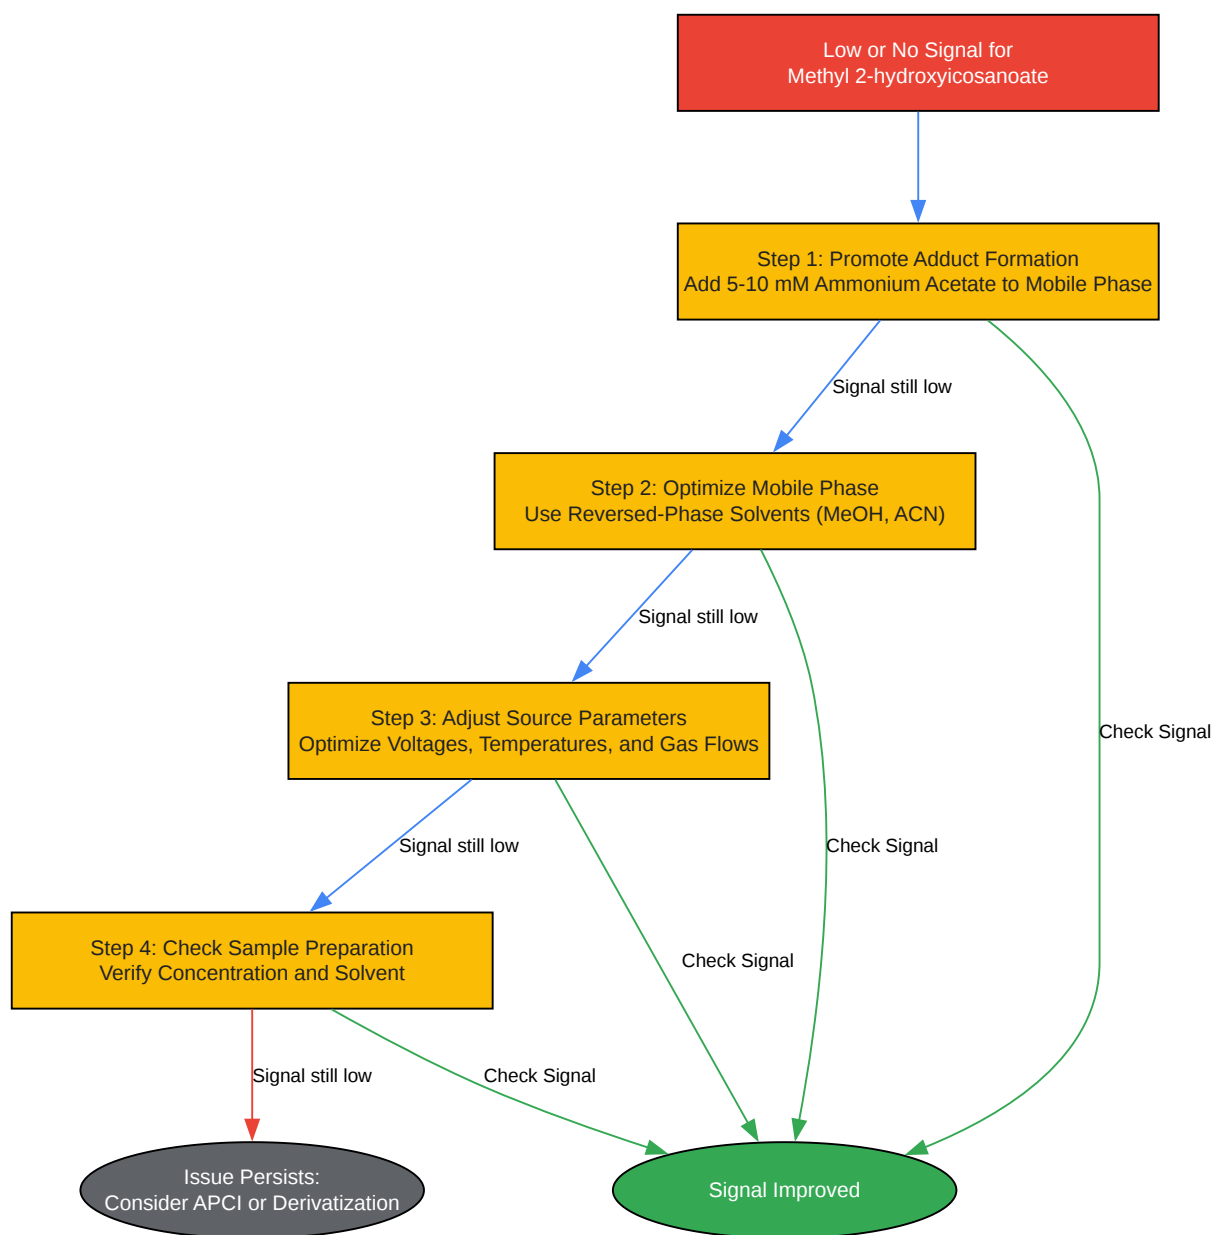 Low or No Signal for
Methyl 2-hydroxyicosanoate
Step 1: Promote Adduct Formation
Add 5-10 mM Ammonium Acetate to Mobile Phase
Signal still low
Step 2: Optimize Mobile Phase
Use Reversed-Phase Solvents (MeOH, ACN)
Signal still low
Step 3: Adjust Source Parameters
Optimize Voltages, Temperatures, and Gas Flows
Check Signal
Signal still low
Check Signal
Step 4: Check Sample Preparation
Verify Concentration and Solvent
Check Signal
Signal still low
Check Signal
Issue Persists:
Consider APCI or Derivatization
Signal Improved